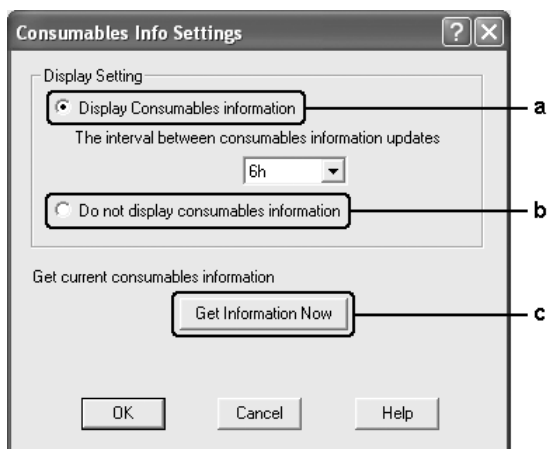 Consumables Info Settings
Display Setting
Display Consumables information
a
The interval between consumables information updates
6h
Do not display consumables information
b
Get current consumables information
Get Information Now
c
OK Cancel Help